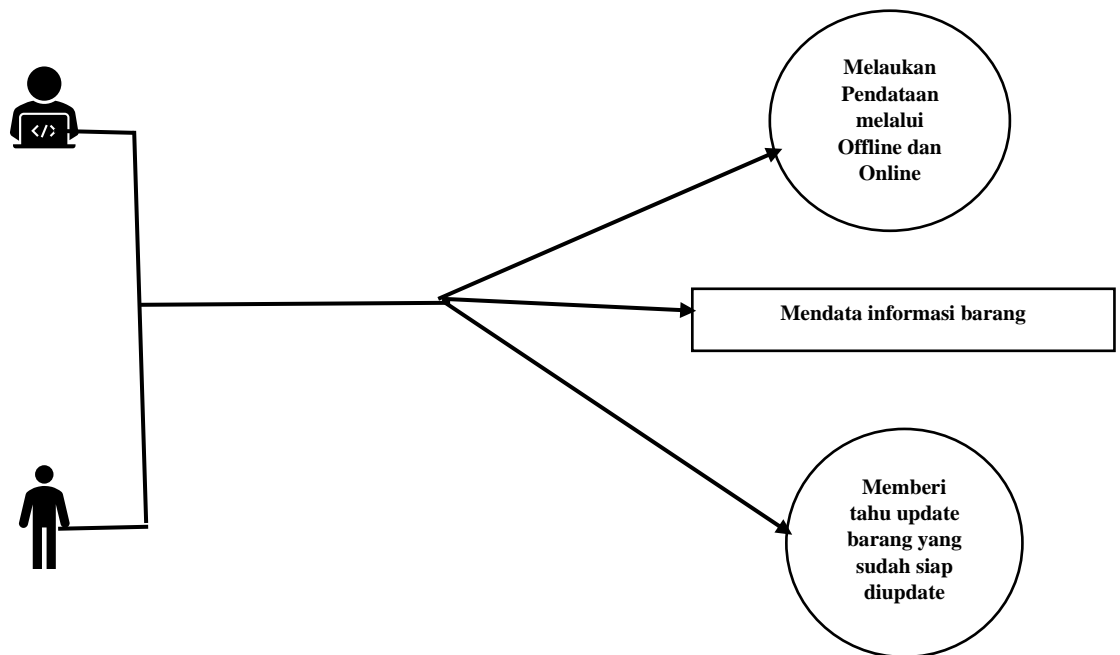 Melaukan
Pendataan
melalui
Offline dan
Online
</>
Mendata informasi barang
Memberi
tahu update
barang yang
sudah siap
diupdate